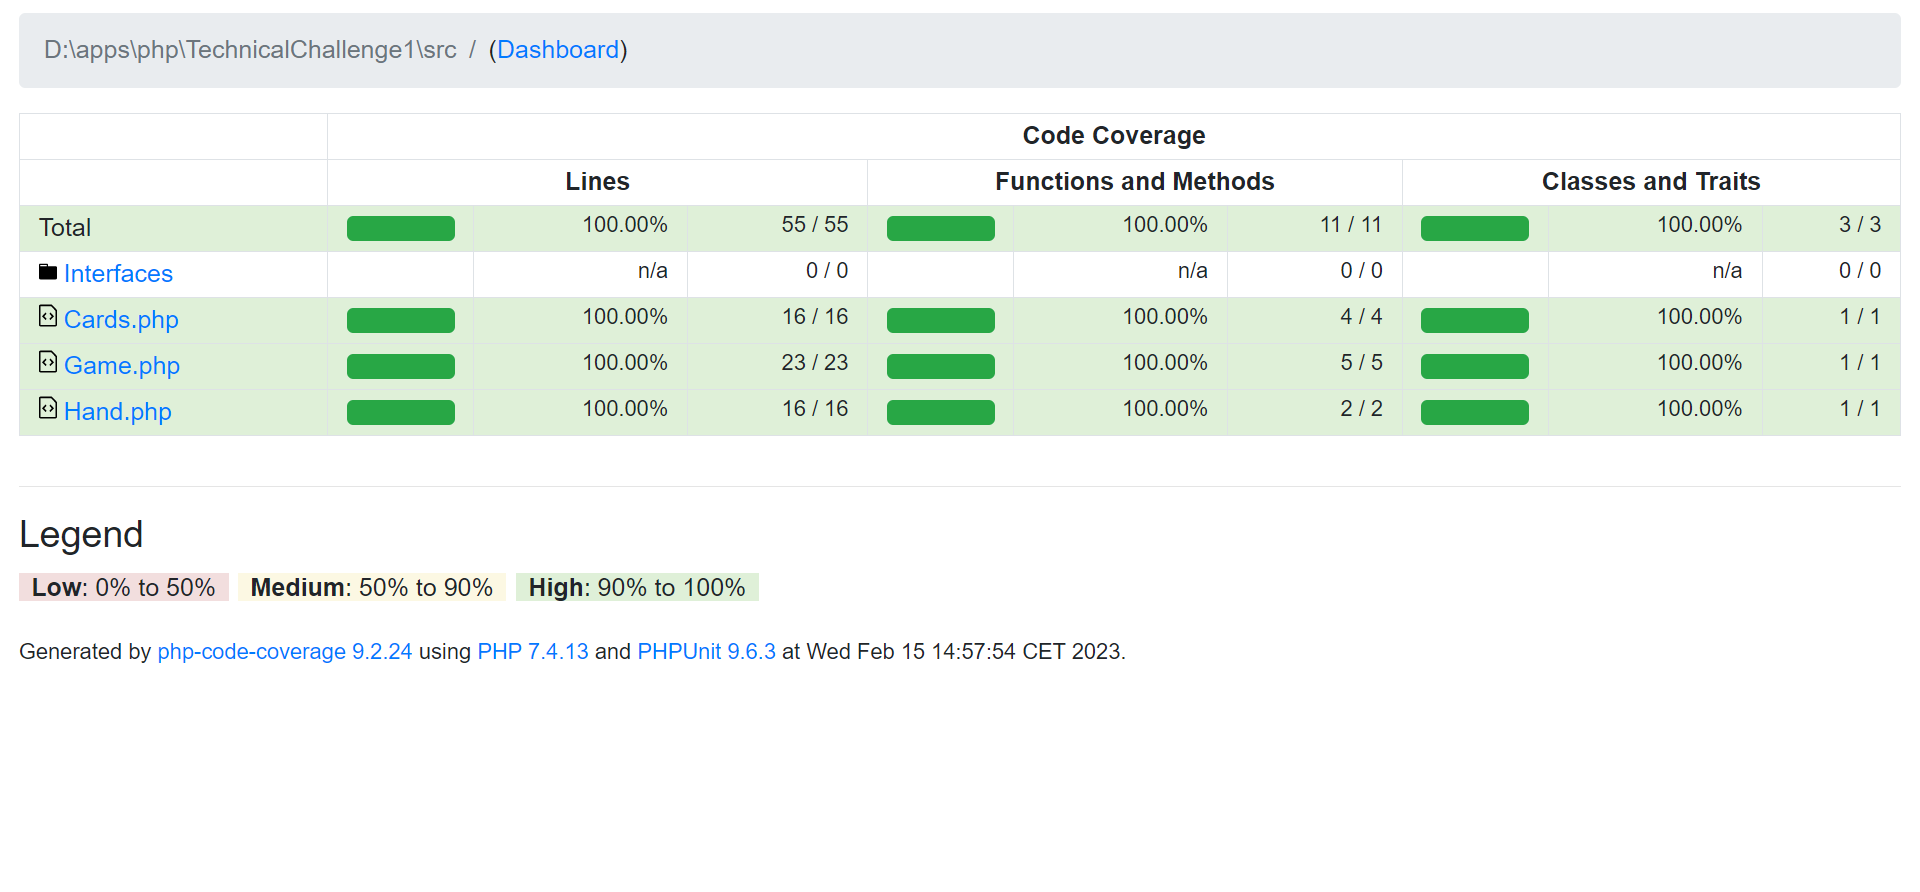 D:\apps\php\TechnicalChallenge1\src / (Dashboard)
Code Coverage
Lines Functions and Methods Classes and Traits
Total 100.00% 55 / 55 100.00% 11 / 11 100.00% 3 / 3
Interfaces n/a 0 / 0 n/a 0 / 0 n/a 0 / 0
Cards.php 100.00% 16 / 16 100.00% 4 / 4 100.00% 1 / 1
Game.php 100.00% 23 / 23 100.00% 5 / 5 100.00% 1 / 1
Hand.php 100.00% 16 / 16 100.00% 2 / 2 100.00% 1 / 1
Legend
Low: 0% to 50% Medium: 50% to 90% High: 90% to 100%
Generated by php-code-coverage 9.2.24 using PHP 7.4.13 and PHPUnit 9.6.3 at Wed Feb 15 14:57:54 CET 2023.